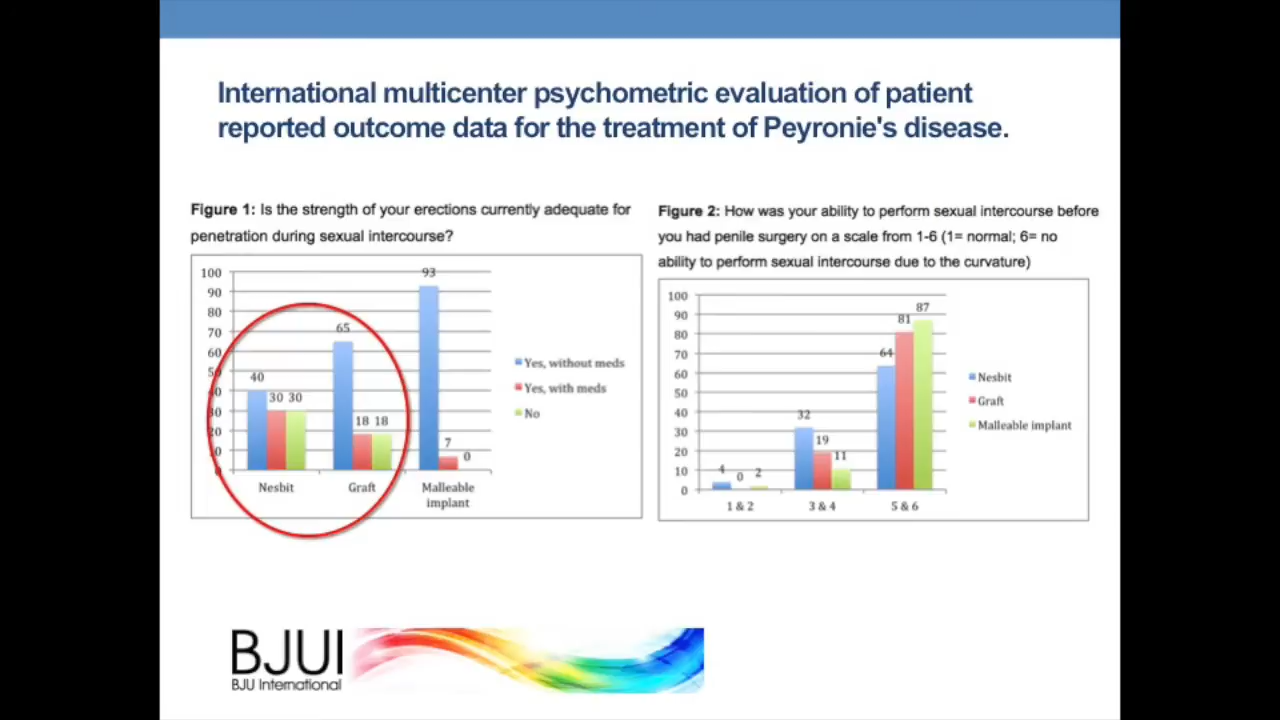 International multicenter psychometric evaluation of patient
reported outcome data for the treatment of Peyronie's disease.
Figure 1: Is the strength of your erections currently adequate for
penetration during sexual intercourse?
100
90
80
70
60
50
40
30
20
10
0
40
30
30
65
18
18
93
7
0
Nesbit
Graft
Malleable
implant
Yes, without meds
Yes, with meds
No
Figure 2: How was your ability to perform sexual intercourse before
you had penile surgery on a scale from 1-6 (1= normal; 6= no
ability to perform sexual intercourse due to the curvature)
100
90
80
70
60
50
40
30
20
10
0
4
0
2
32
19
11
64
81
87
1 & 2
3 & 4
5 & 6
Nesbit
Graft
Malleable implant
BJUI
BJU International